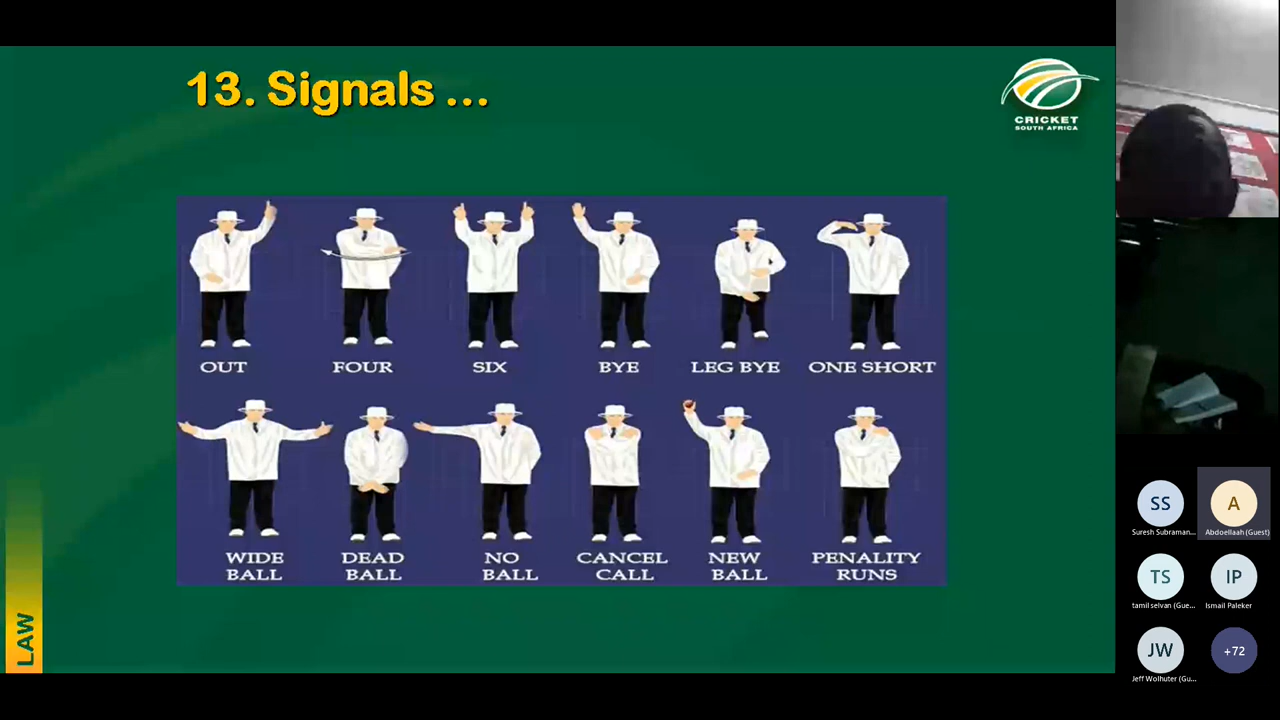 13. Signals ...
CRICKET
SOUTH AFRICA
OUT
FOUR
SIX
BYE
LEG BYE
ONE SHORT
WIDE
BALL
DEAD
BALL
NO
BALL
CANCEL
CALL
NEW
BALL
PENALITY
RUNS
LAW
SS
Suresh Subraman...
A
Abdoellaah (Guest)
TS
tamil selvan (Gue...
IP
Ismail Paleker
JW
Jeff Wolhuter (Gu...
+72